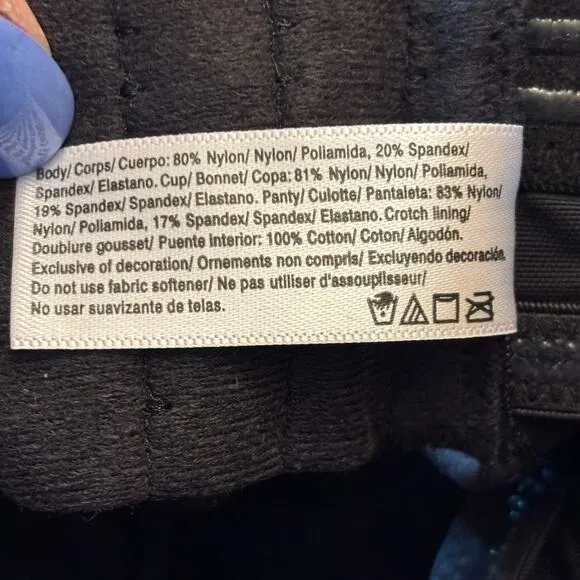 Body/ Corps/ Cuerpo: 80% Nylon/ Nylon/ Poliamida, 20% Spandex/
Spandex/ Elastano. Cup/ Bonnet/ Copa: 81% Nylon/ Nylon/ Poliamida,
19% Spandex/ Spandex/ Elastano. Panty/ Culotte/ Pantaleta: 83% Nylon/
Nylon/ Poliamida, 17% Spandex/ Spandex/ Elastano. Crotch lining/
Doublure gousset/ Puente interior: 100% Cotton/ Coton/ Algodón.
Exclusive of decoration/ Ornements non compris/ Excluyendo decoración.
Do not use fabric softener/ Ne pas utiliser d'assouplisseur/
No usar suavizante de telas.